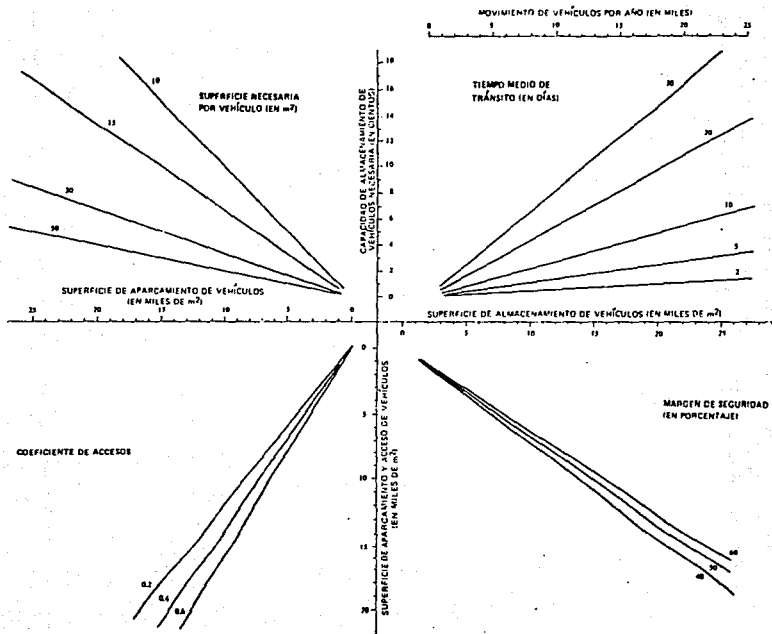 MOVIMIENTO DE VEHÍCULOS POR AÑO (EN MILES)
0 5 10 15 20 25
SUPERFICIE NECESARIA
POR VEHÍCULO (EN m²)
10
15
30
50
CAPACIDAD DE ALMACENAMIENTO DE
VEHÍCULOS NECESARIA (EN CIENTOS)
18
16
14
12
10
8
6
4
2
0
TIEMPO MEDIO DE
TRÁNSITO (EN DÍAS)
30
20
10
5
2
SUPERFICIE DE APARCAMIENTO DE VEHÍCULOS
(EN MILES DE m²)
25 20 15 10 5 0
SUPERFICIE DE ALMACENAMIENTO DE VEHÍCULOS (EN MILES DE m²)
0 5 10 15 20 25
COEFICIENTE DE ACCESOS
0.2
0.4
SUPERFICIE DE APARCAMIENTO Y ACCESO DE VEHÍCULOS
(EN MILES DE m²)
0
5
10
15
20
MARGEN DE SEGURIDAD
(EN PORCENTAJE)
60
50
40